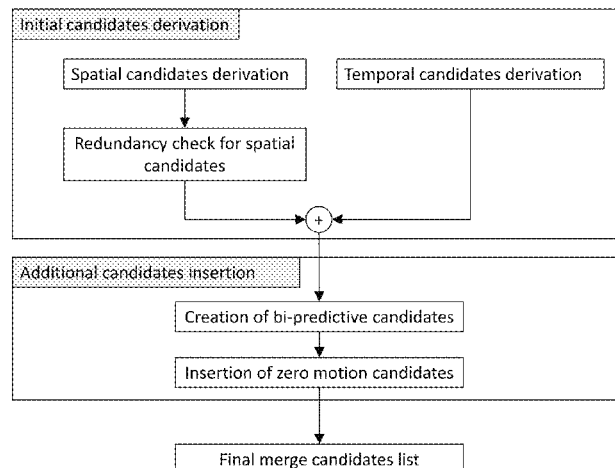 Initial candidates derivation
Spatial candidates derivation
Temporal candidates derivation
Redundancy check for spatial
candidates
+
Additional candidates insertion
Creation of bi-predictive candidates
Insertion of zero motion candidates
Final merge candidates list